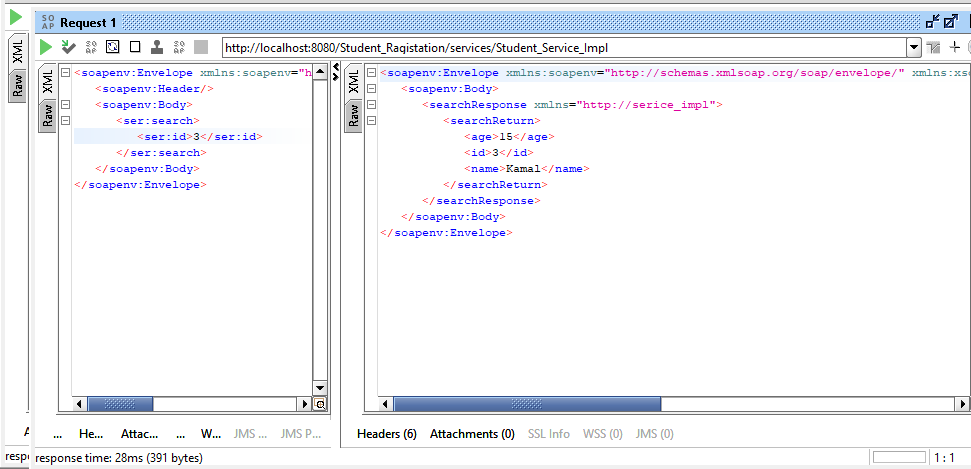 SO
AP
Request 1
http://localhost:8080/Student_Raqistation/services/Student_Service_Impl
XML
Raw
XML
Raw
<soapenv:Envelope xmlns:soapenv="h
<soapenv:Header/>
<soapenv:Body>
<ser:search>
<ser:id>3</ser:id>
</ser:search>
</soapenv:Body>
</soapenv:Envelope>
XML
Raw
<soapenv:Envelope xmlns:soapenv="http://schemas.xmlsoap.org/soap/envelope/" xmlns:xsd
<soapenv:Body>
<searchResponse xmlns="http://serice_impl">
<searchReturn>
<age>15</age>
<id>3</id>
<name>Kamal</name>
</searchReturn>
</searchResponse>
</soapenv:Body>
</soapenv:Envelope>
... He... Attac... ... W... JMS ... JMS P...
Headers (6) Attachments (0) SSL Info WSS (0) JMS (0)
resp
response time: 28ms (391 bytes)
1 : 1